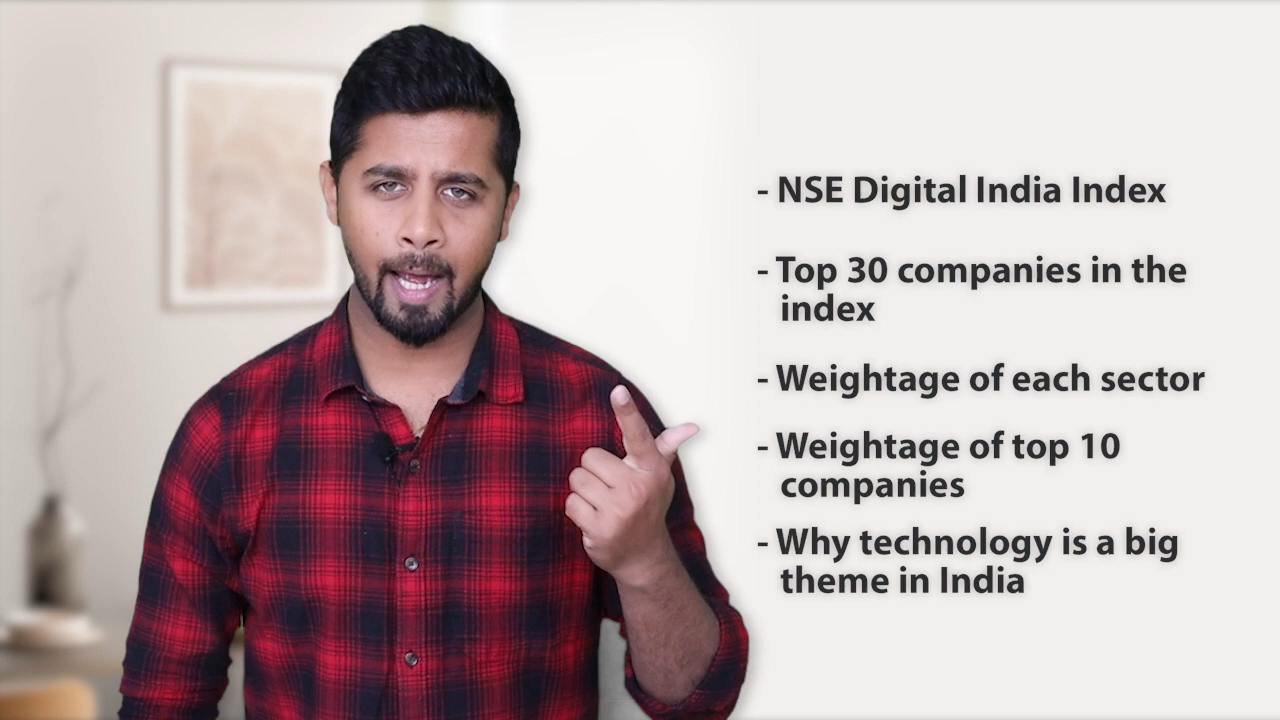 - NSE Digital India Index
- Top 30 companies in the
index
- Weightage of each sector
- Weightage of top 10
companies
- Why technology is a big
theme in India